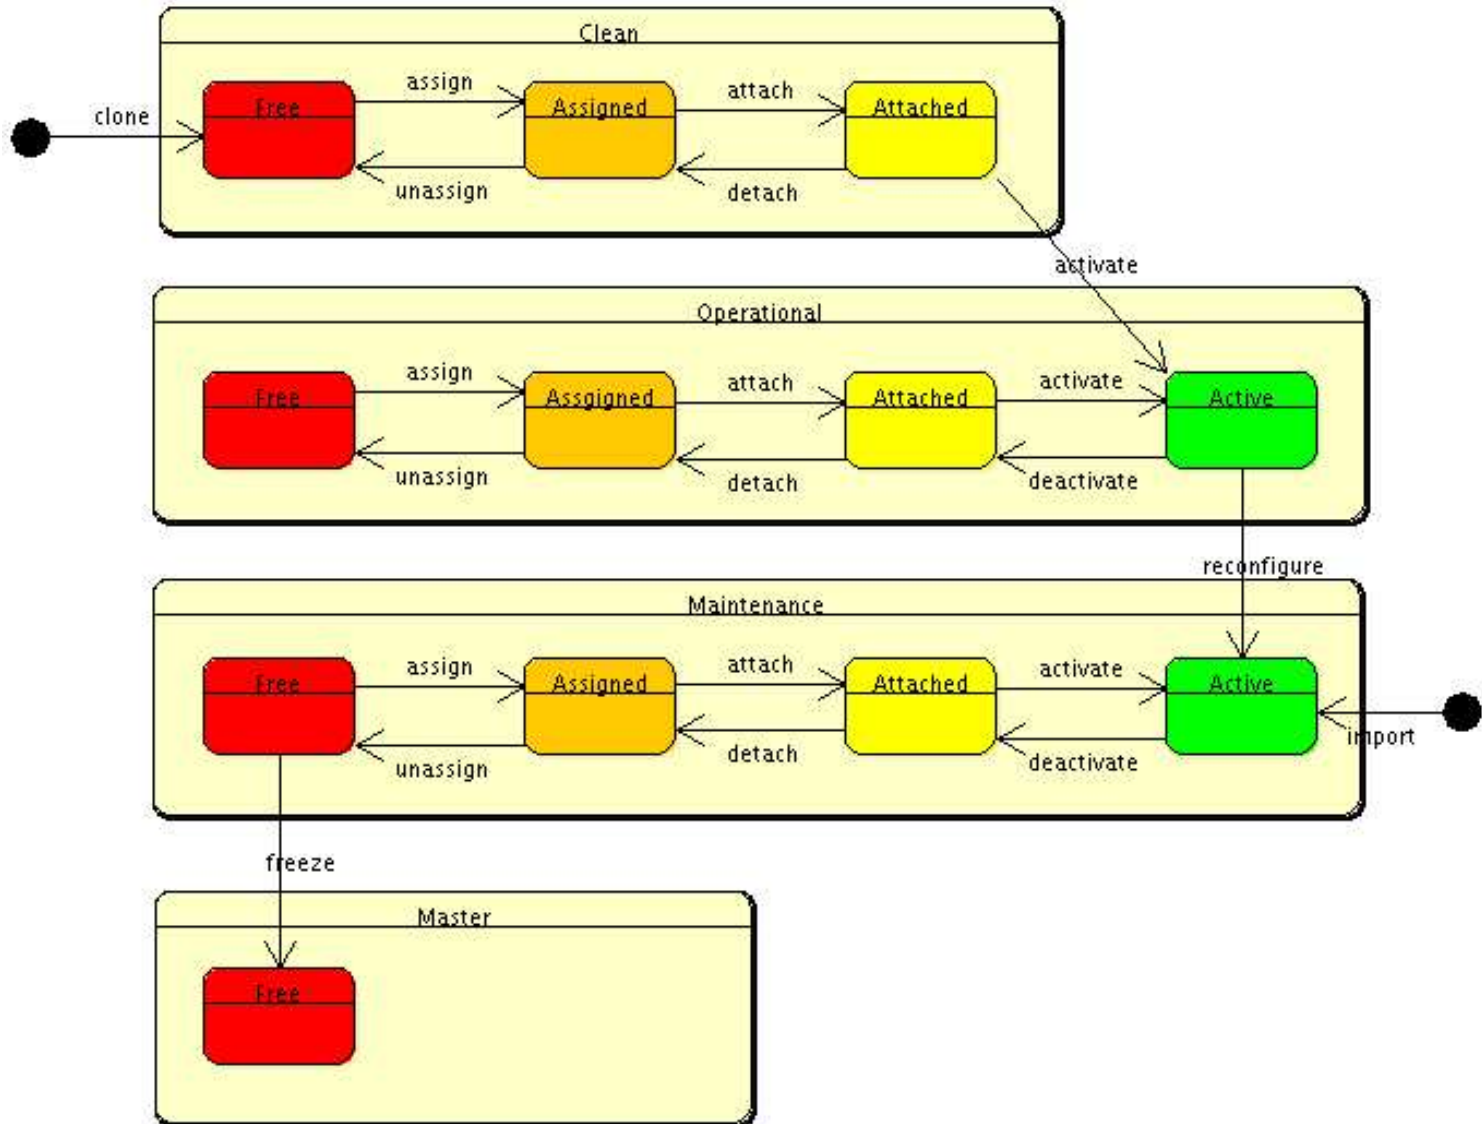 Clean
assign
attach
clone
Free
Assigned
Attached
unassign
detach
activate
Operational
assign
attach
activate
Free
Assgigned
Attached
Active
unassign
detach
deactivate
reconfigure
Maintenance
assign
attach
activate
Free
Assigned
Attached
Active
import
unassign
detach
deactivate
freeze
Master
Free